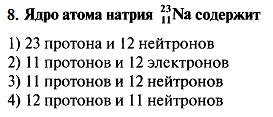 8. Ядро атома натрия ²³₁₁Na содержит
1) 23 протона и 12 нейтронов
2) 11 протонов и 12 электронов
3) 11 протонов и 12 нейтронов
4) 12 протонов и 11 нейтронов